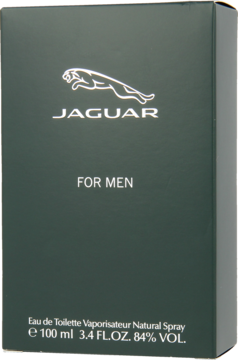 JAGUAR
FOR MEN
Eau de Toilette Vaporisateur Natural Spray
℮ 100 ml 3.4 FL.OZ. 84% VOL.